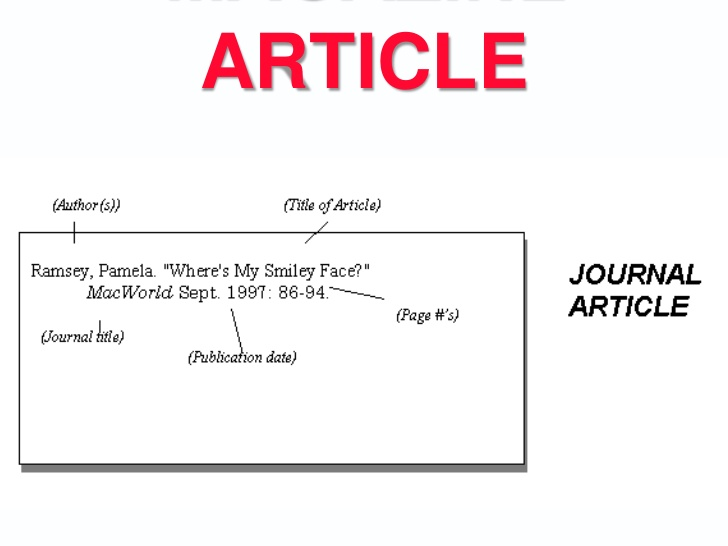 ARTICLE
(Author(s))
(Title of Article)
Ramsey, Pamela. "Where's My Smiley Face?"
MacWorld Sept. 1997: 86-94.
(Page #'s)
(Journal title)
(Publication date)
JOURNAL
ARTICLE